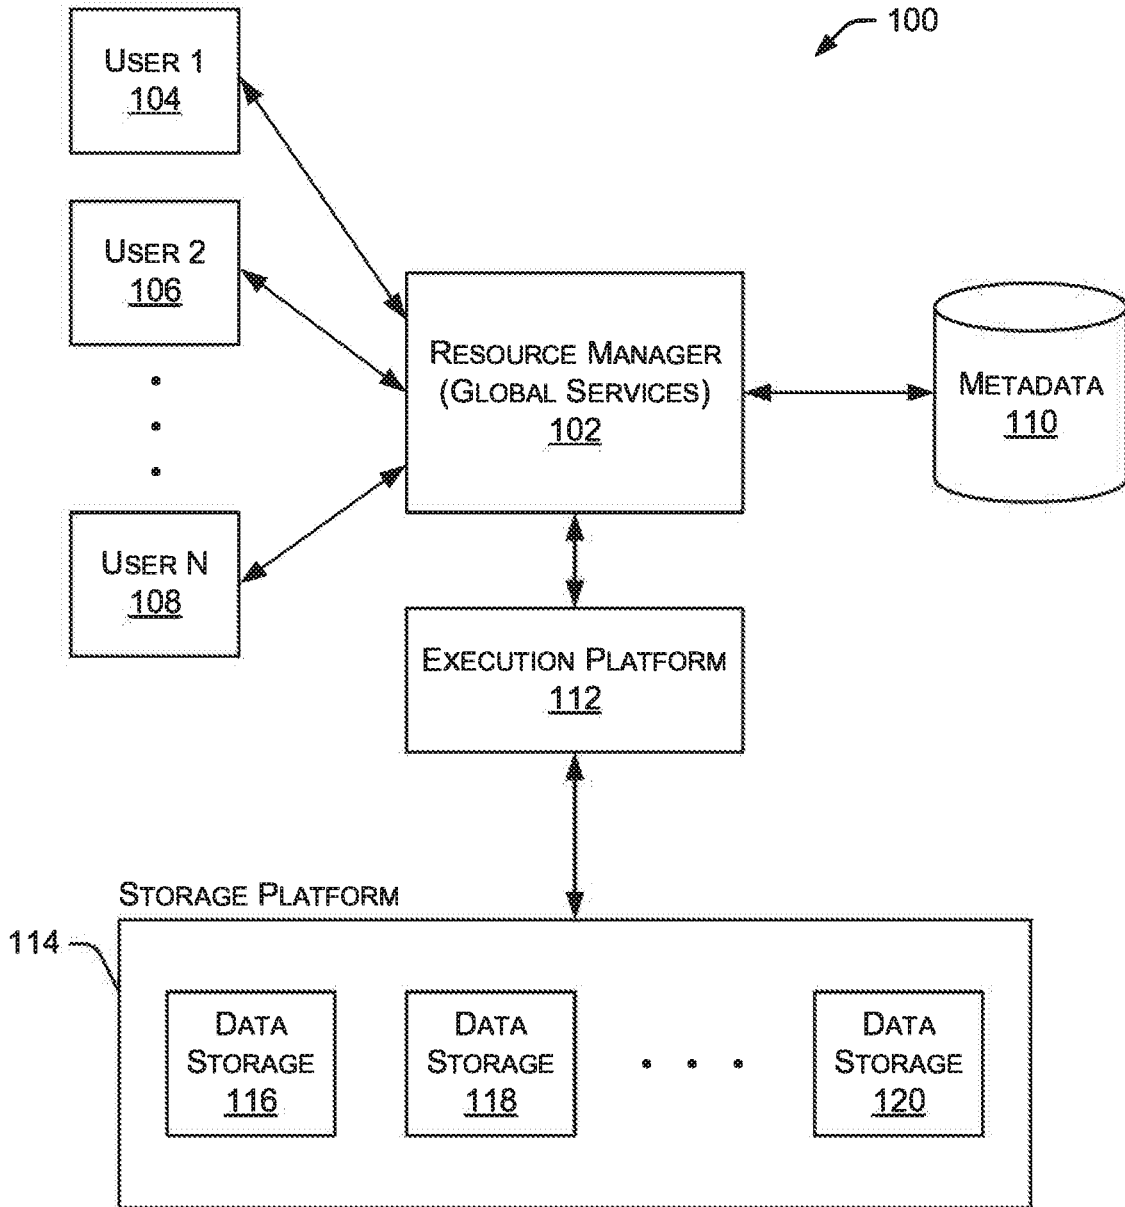 100
USER 1
104
USER 2
106
USER N
108
RESOURCE MANAGER
(GLOBAL SERVICES)
102
METADATA
110
EXECUTION PLATFORM
112
STORAGE PLATFORM
114
DATA
STORAGE
116
DATA
STORAGE
118
DATA
STORAGE
120